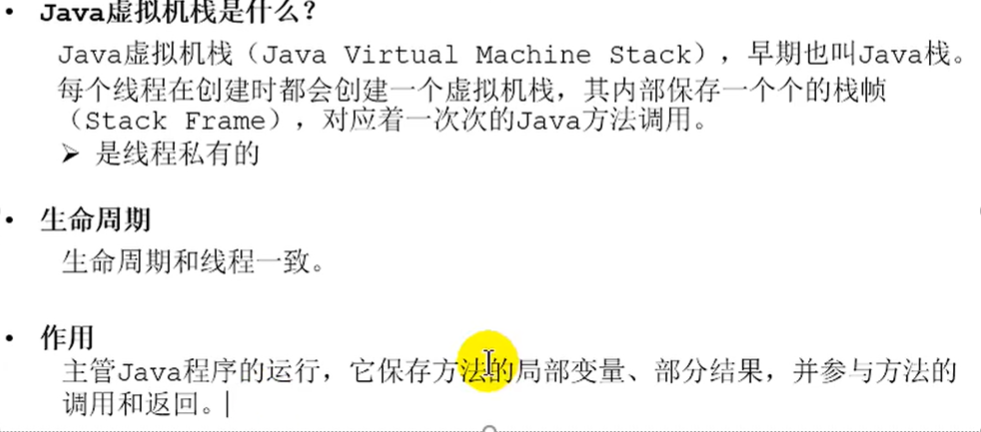 • Java虚拟机栈是什么？
Java虚拟机栈（Java Virtual Machine Stack），早期也叫Java栈。
每个线程在创建时都会创建一个虚拟机栈，其内部保存一个个的栈帧
（Stack Frame），对应着一次次的Java方法调用。
➢ 是线程私有的
• 生命周期
生命周期和线程一致。
• 作用
主管Java程序的运行，它保存方法的局部变量、部分结果，并参与方法的
调用和返回。